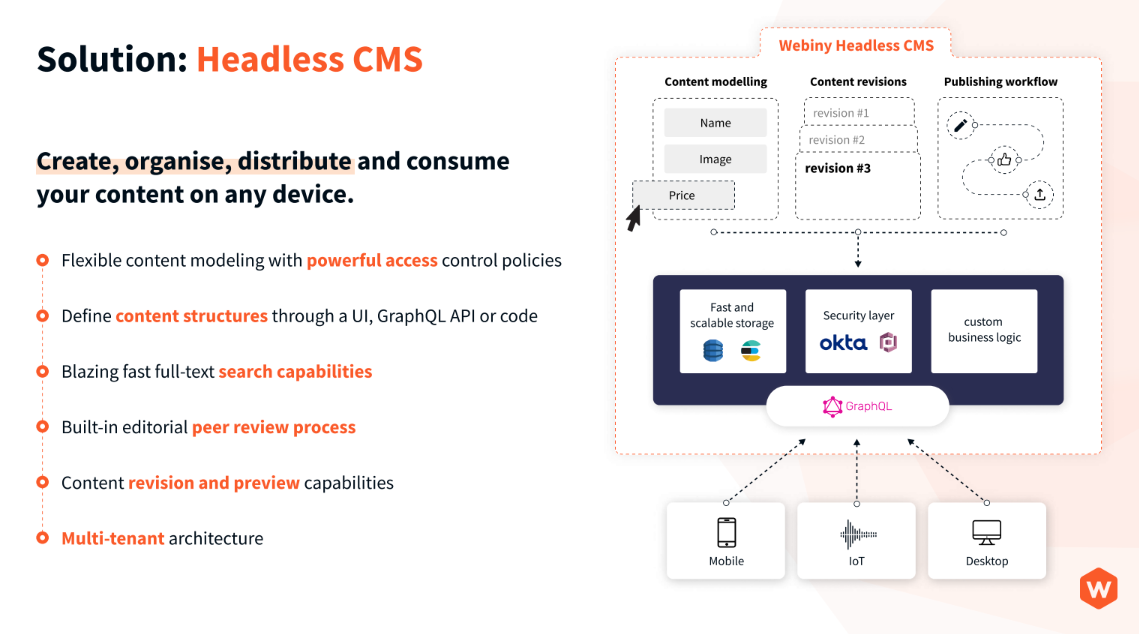 Solution: Headless CMS
Create, organise, distribute and consume
your content on any device.
Flexible content modeling with powerful access control policies
Define content structures through a UI, GraphQL API or code
Blazing fast full-text search capabilities
Built-in editorial peer review process
Content revision and preview capabilities
Multi-tenant architecture
Webiny Headless CMS
Content modelling
Name
Image
Price
Content revisions
revision #1
revision #2
revision #3
Publishing workflow
Fast and
scalable storage
Security layer
okta
custom
business logic
GraphQL
Mobile
IoT
Desktop
W